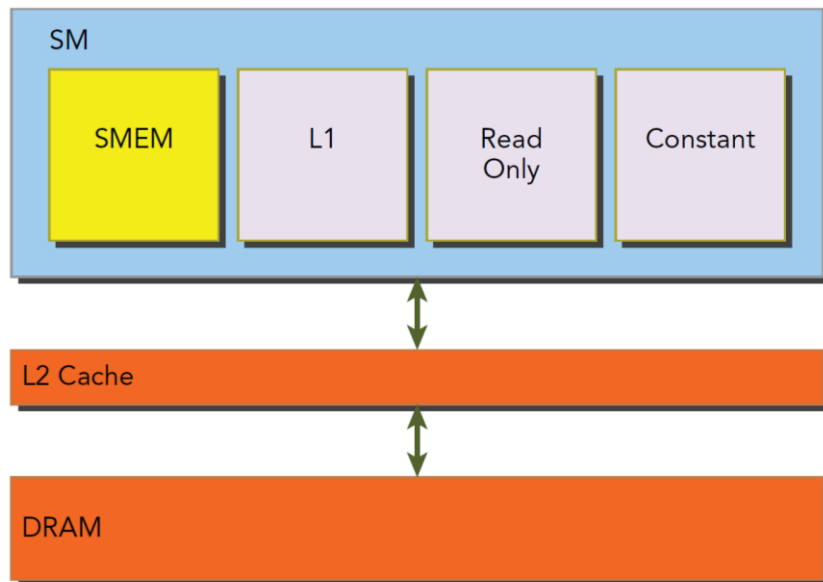 SM
SMEM
L1
Read
Only
Constant
L2 Cache
DRAM